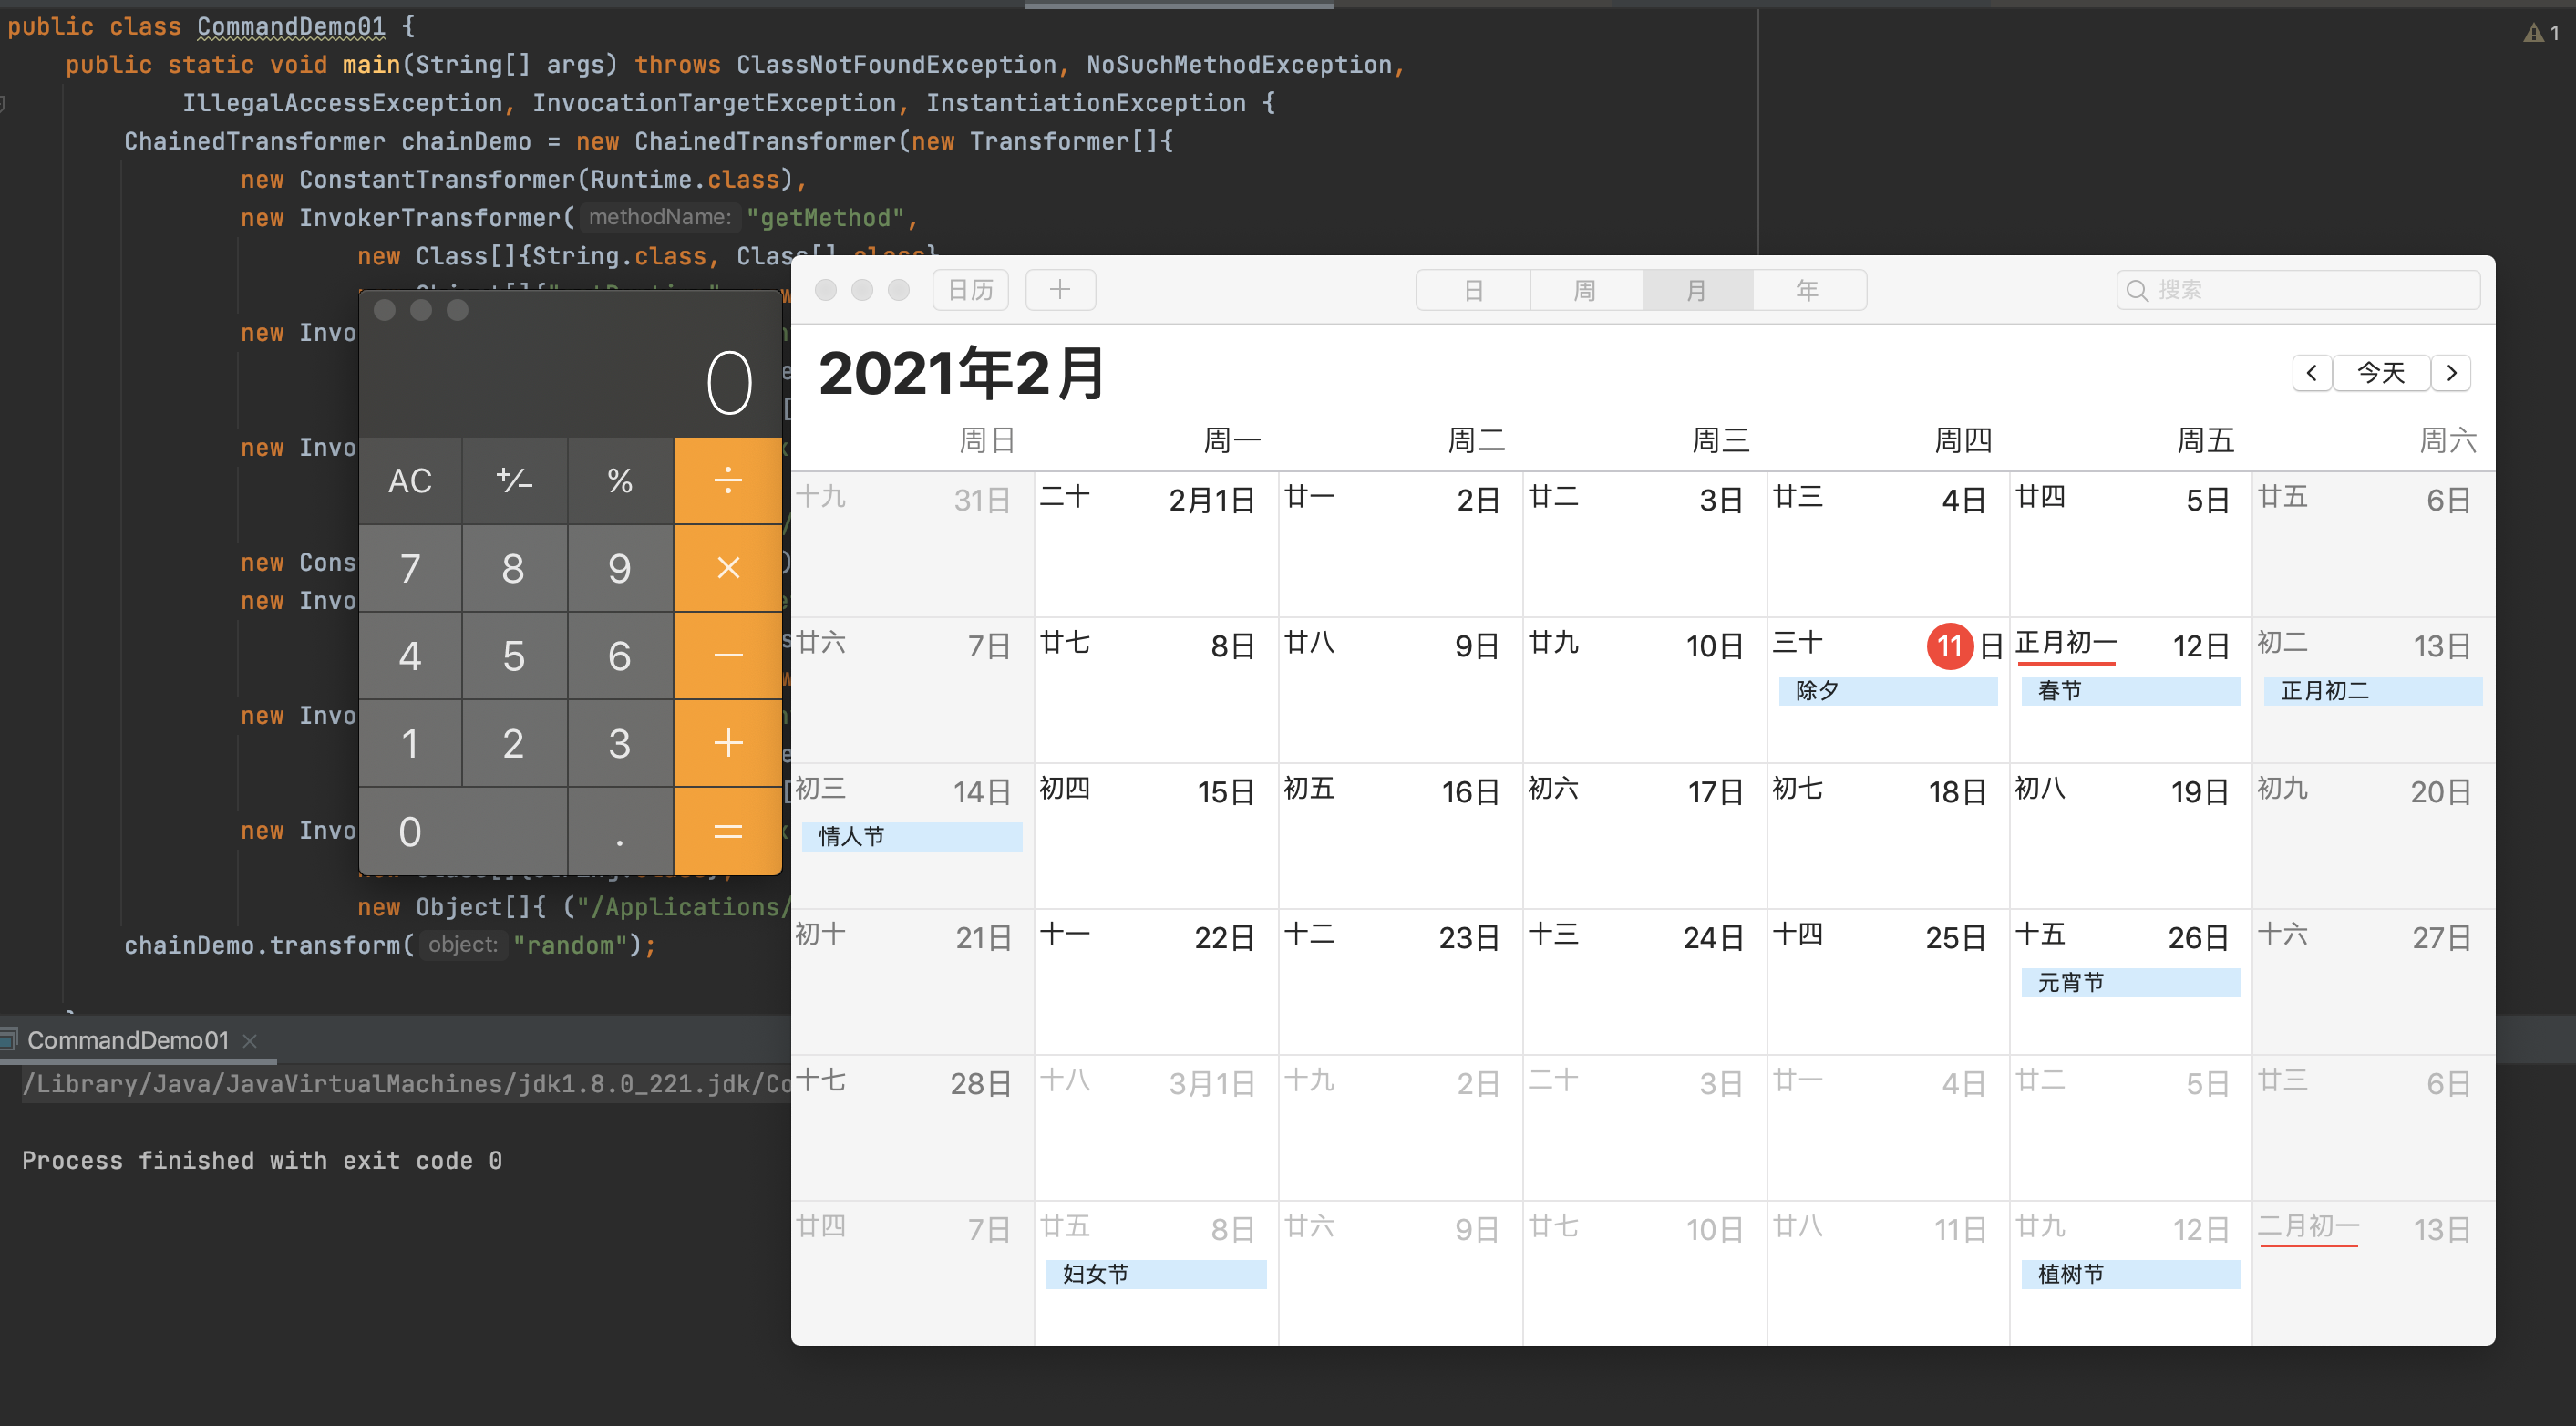 public class CommandDemo01 {
public static void main(String[] args) throws ClassNotFoundException, NoSuchMethodException,
IllegalAccessException, InvocationTargetException, InstantiationException {
ChainedTransformer chainDemo = new ChainedTransformer(new Transformer[]{
new ConstantTransformer(Runtime.class),
new InvokerTransformer( methodName: "getMethod",
new Class[]{String.class, Class[].class},
new Invo
new Invo
new Cons
new Invo
new Invo
new Invo
new Object[]{ ("/Applications/
chainDemo.transform( object: "random");
1
CommandDemo01
/Library/Java/JavaVirtualMachines/jdk1.8.0_221.jdk/Co
Process finished with exit code 0
0
AC +/− % ÷
7 8 9 ×
4 5 6 −
1 2 3 +
0 . =
日历 + 日 周 月 年 搜索
2021年2月 < 今天 >
周日 周一 周二 周三 周四 周五 周六
十九 31日 二十 2月1日 廿一 2日 廿二 3日 廿三 4日 廿四 5日 廿五 6日
廿六 7日 廿七 8日 廿八 9日 廿九 10日 三十 11日 正月初一 12日 初二 13日
除夕 春节 正月初二
初三 14日 初四 15日 初五 16日 初六 17日 初七 18日 初八 19日 初九 20日
情人节
初十 21日 十一 22日 十二 23日 十三 24日 十四 25日 十五 26日 十六 27日
元宵节
十七 28日 十八 3月1日 十九 2日 二十 3日 廿一 4日 廿二 5日 廿三 6日
廿四 7日 廿五 8日 廿六 9日 廿七 10日 廿八 11日 廿九 12日 二月初一 13日
妇女节 植树节